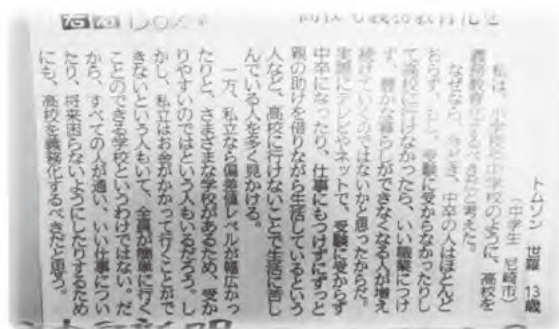 高校も義務教育化を
トムソン 世羅 13歳
(中学生 尼崎市)
私は、小学校や中学校のように、高校を
義務教育化するべきだと考えた。
なぜなら、今どき、中卒の人はほとんど
おらず、もし、受験に受からなかったりし
て高校に行けなかったら、いい職業につけ
ず、豊かな暮らしができなくなる人が増え
続けていくのではないかと思ったからだ。
実際にテレビやネットで、受験に受からず
中卒になったり、仕事にもつけずにずっと
親の助けを借りながら生活しているという
人など、高校に行けないことで生活に苦し
んでいる人を多く見かける。
一方、私立なら偏差値レベルが幅広かっ
たりと、さまざまな学校があるため、受か
りやすいのではという人もいるだろう。し
かし、私立はお金がかかって行くことがで
きないという人もいて、全員が簡単に行く
ことのできる学校というわけではない。だ
から、すべての人が通い、いい仕事につい
たり、将来困らないようにしたりするため
にも、高校を義務化するべきだと思う。